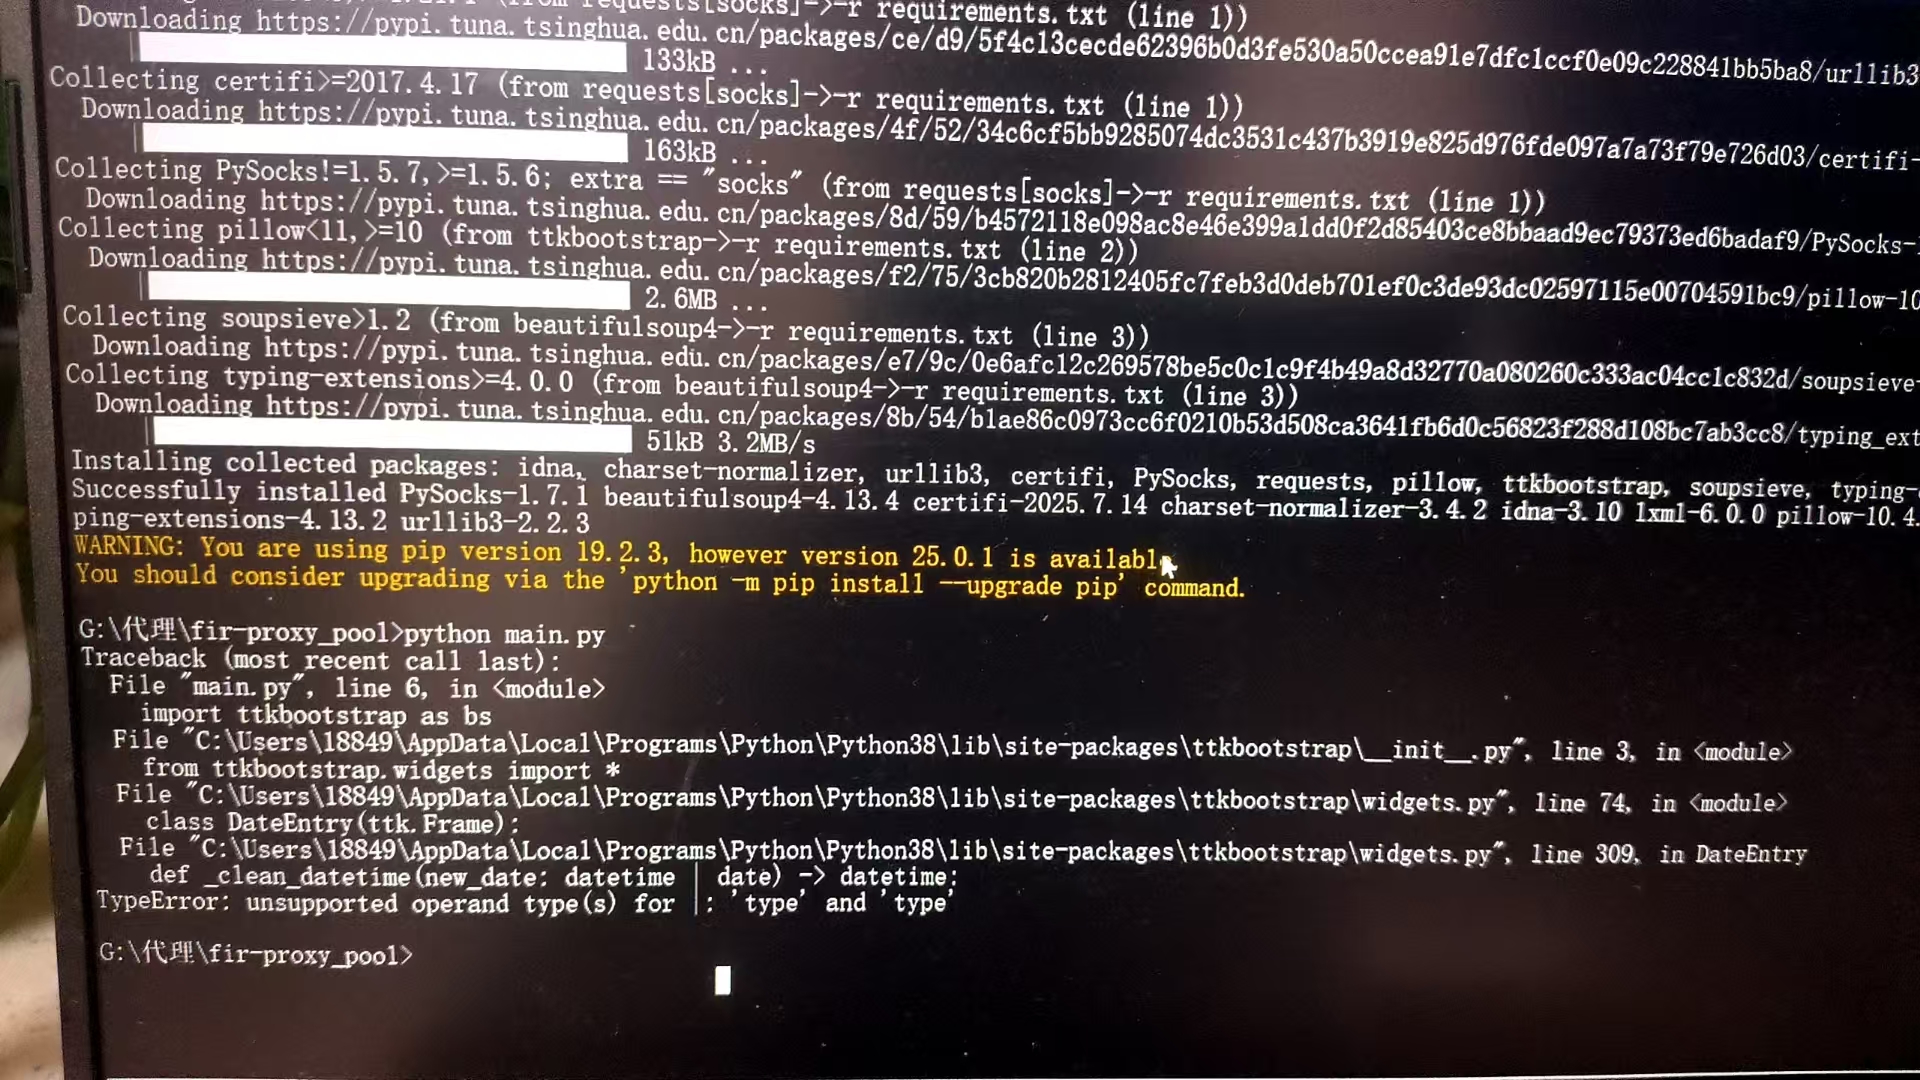 requests[socks]->-r requirements.txt (line 1))
Downloading https://pypi.tuna.tsinghua.edu.cn/packages/ce/d9/5f4c13cecde62396b0d3fe530a50ccea91e7dfc1ccf0e09c228841bb5ba8/urllib3
133kB ...
Collecting certifi>=2017.4.17 (from requests[socks]->-r requirements.txt (line 1))
Downloading https://pypi.tuna.tsinghua.edu.cn/packages/4f/52/34c6cf5bb9285074dc3531c437b3919e825d976fde097a7a73f79e726d03/certifi-
163kB ...
Collecting PySocks!=1.5.7,>=1.5.6; extra == "socks" (from requests[socks]->-r requirements.txt (line 1))
Downloading https://pypi.tuna.tsinghua.edu.cn/packages/8d/59/b4572118e098ac8e46e399a1dd0f2d85403ce8bbaad9ec79373ed6badaf9/PySocks-
Collecting pillow<11,>=10 (from ttkbootstrap->-r requirements.txt (line 2))
Downloading https://pypi.tuna.tsinghua.edu.cn/packages/f2/75/3cb820b2812405fc7feb3d0deb701ef0c3de93dc02597115e00704591bc9/pillow-10
2.6MB ...
Collecting soupsieve>1.2 (from beautifulsoup4->-r requirements.txt (line 3))
Downloading https://pypi.tuna.tsinghua.edu.cn/packages/e7/9c/0e6afc12c269578be5c0c1c9f4b49a8d32770a080260c333ac04cc1c832d/soupsieve-
Collecting typing-extensions>=4.0.0 (from beautifulsoup4->-r requirements.txt (line 3))
Downloading https://pypi.tuna.tsinghua.edu.cn/packages/8b/54/b1ae86c0973cc6f0210b53d508ca3641fb6d0c56823f288d108bc7ab3cc8/typing_ext
51kB 3.2MB/s
Installing collected packages: idna, charset-normalizer, urllib3, certifi, PySocks, requests, pillow, ttkbootstrap, soupsieve, typing-
Successfully installed PySocks-1.7.1 beautifulsoup4-4.13.4 certifi-2025.7.14 charset-normalizer-3.4.2 idna-3.10 lxml-6.0.0 pillow-10.4.
ping-extensions-4.13.2 urllib3-2.2.3
WARNING: You are using pip version 19.2.3, however version 25.0.1 is availabl
You should consider upgrading via the 'python -m pip install --upgrade pip' command.
G:\代理\fir-proxy_pool>python main.py
Traceback (most recent call last):
File "main.py", line 6, in <module>
import ttkbootstrap as bs
File "C:\Users\18849\AppData\Local\Programs\Python\Python38\lib\site-packages\ttkbootstrap\__init__.py", line 3, in <module>
from ttkbootstrap.widgets import *
File "C:\Users\18849\AppData\Local\Programs\Python\Python38\lib\site-packages\ttkbootstrap\widgets.py", line 74, in <module>
class DateEntry(ttk.Frame):
File "C:\Users\18849\AppData\Local\Programs\Python\Python38\lib\site-packages\ttkbootstrap\widgets.py", line 309, in DateEntry
def _clean_datetime(new_date: datetime | date) -> datetime:
TypeError: unsupported operand type(s) for |: 'type' and 'type'
G:\代理\fir-proxy_pool>